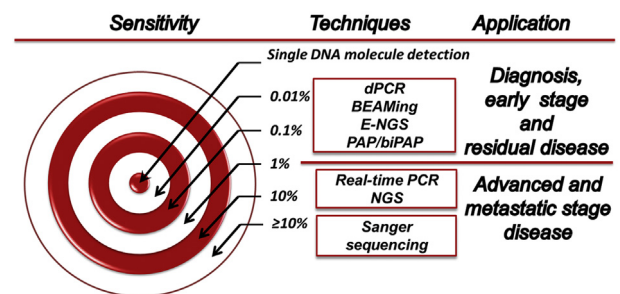 Sensitivity Techniques Application
Single DNA molecule detection
0.01%
0.1%
1%
10%
≥10%
dPCR
BEAMing
E-NGS
PAP/biPAP
Real-time PCR
NGS
Sanger
sequencing
Diagnosis,
early stage
and
residual disease
Advanced and
metastatic stage
disease